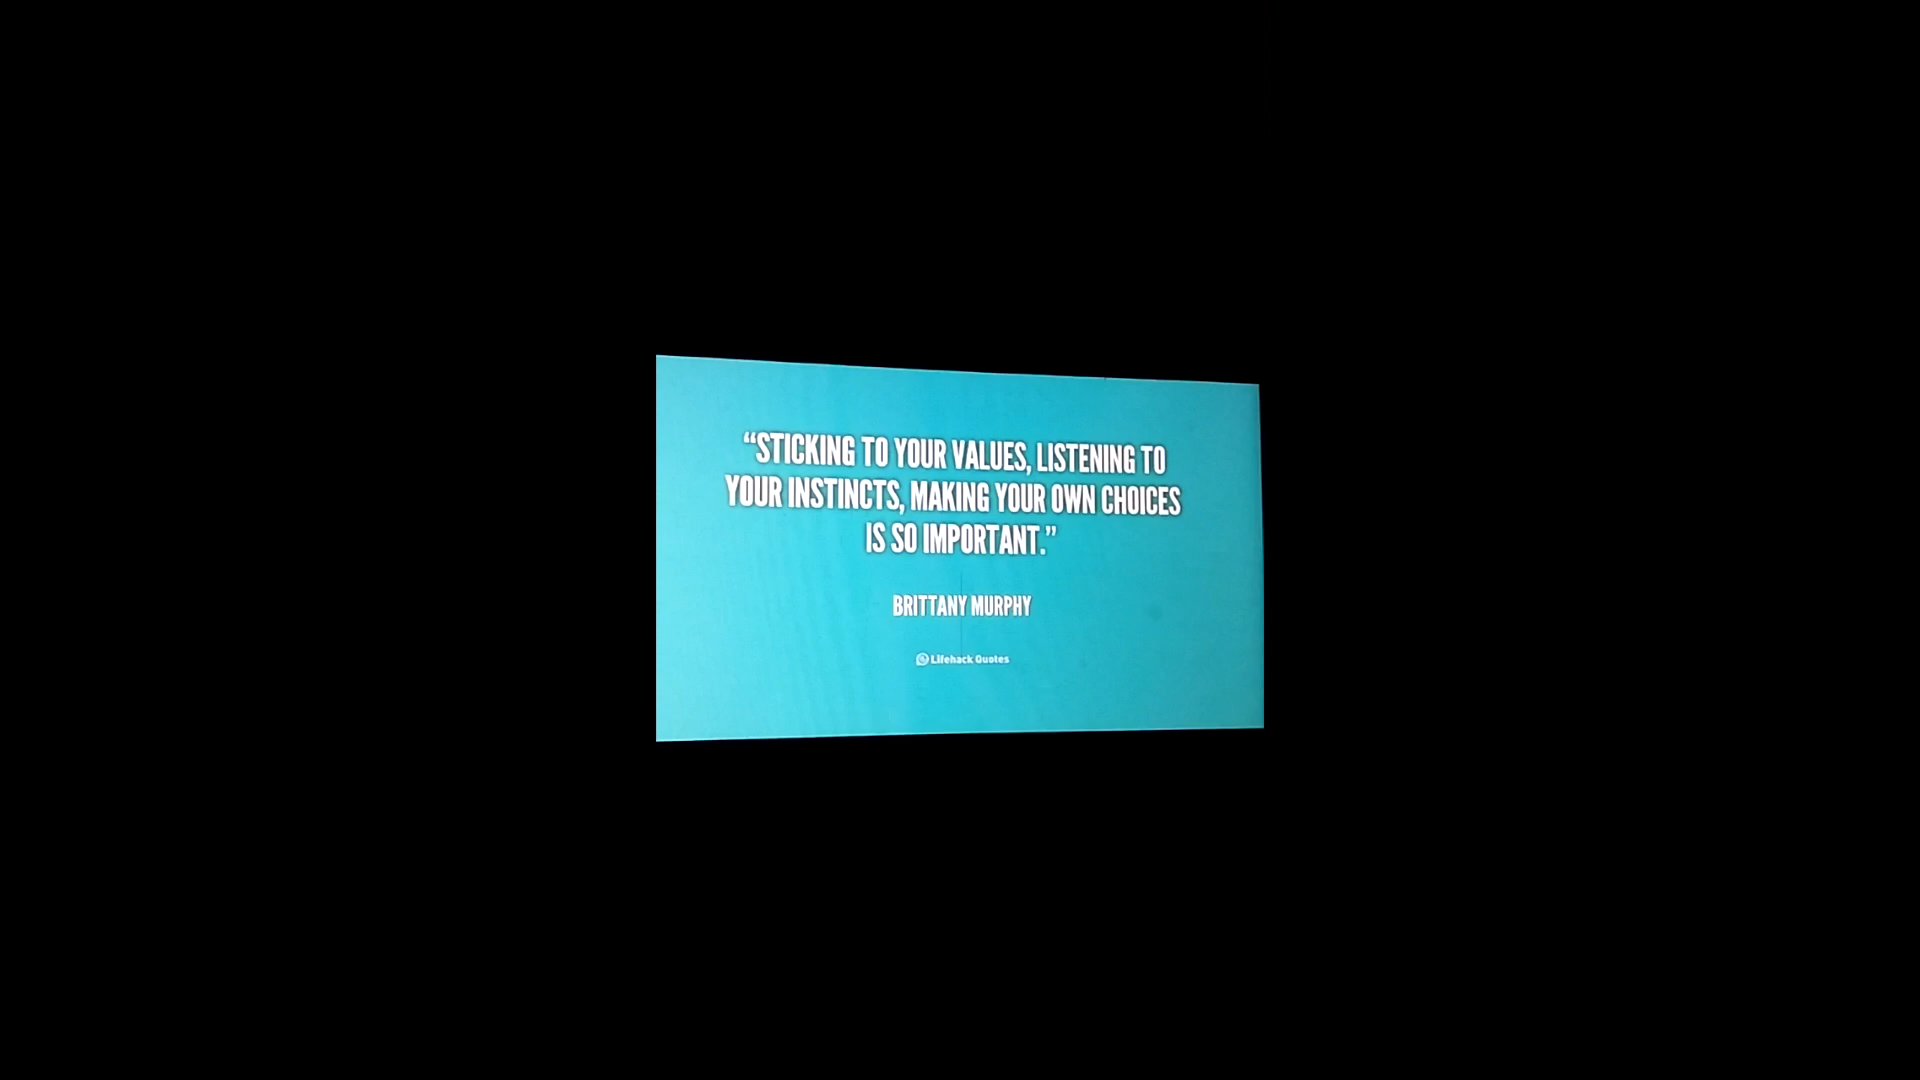 “STICKING TO YOUR VALUES, LISTENING TO
YOUR INSTINCTS, MAKING YOUR OWN CHOICES
IS SO IMPORTANT.”
BRITTANY MURPHY
Lifehack Quotes